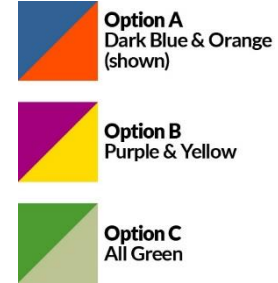 Option A
Dark Blue & Orange
(shown)
Option B
Purple & Yellow
Option C
All Green